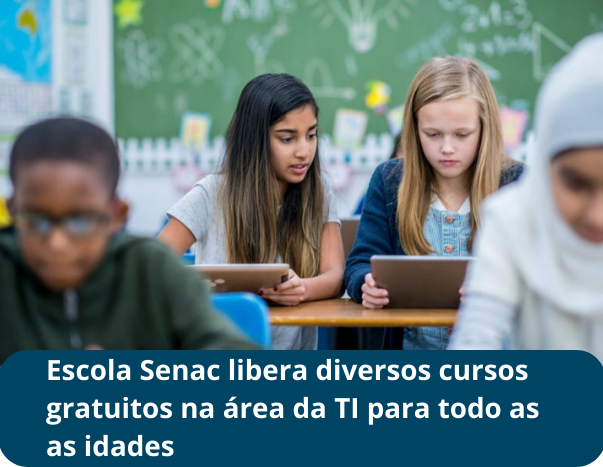 Escola Senac libera diversos cursos
gratuitos na área da TI para todo as
as idades